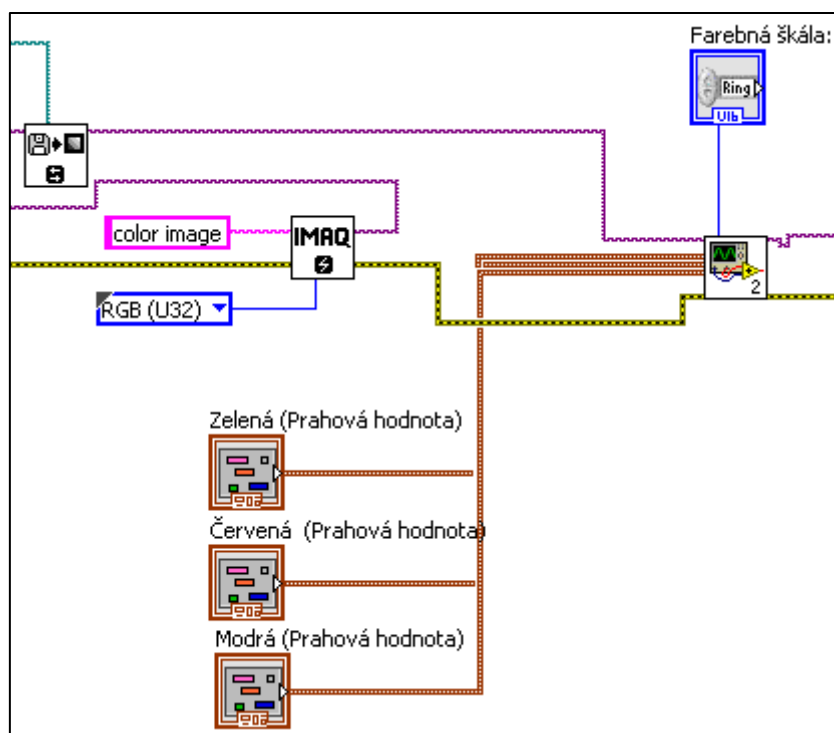 Farebná škála:
Ring
U16
color image
IMAQ
RGB (U32)
2
Zelená (Prahová hodnota)
Červená (Prahová hodnota)
Modrá (Prahová hodnota)